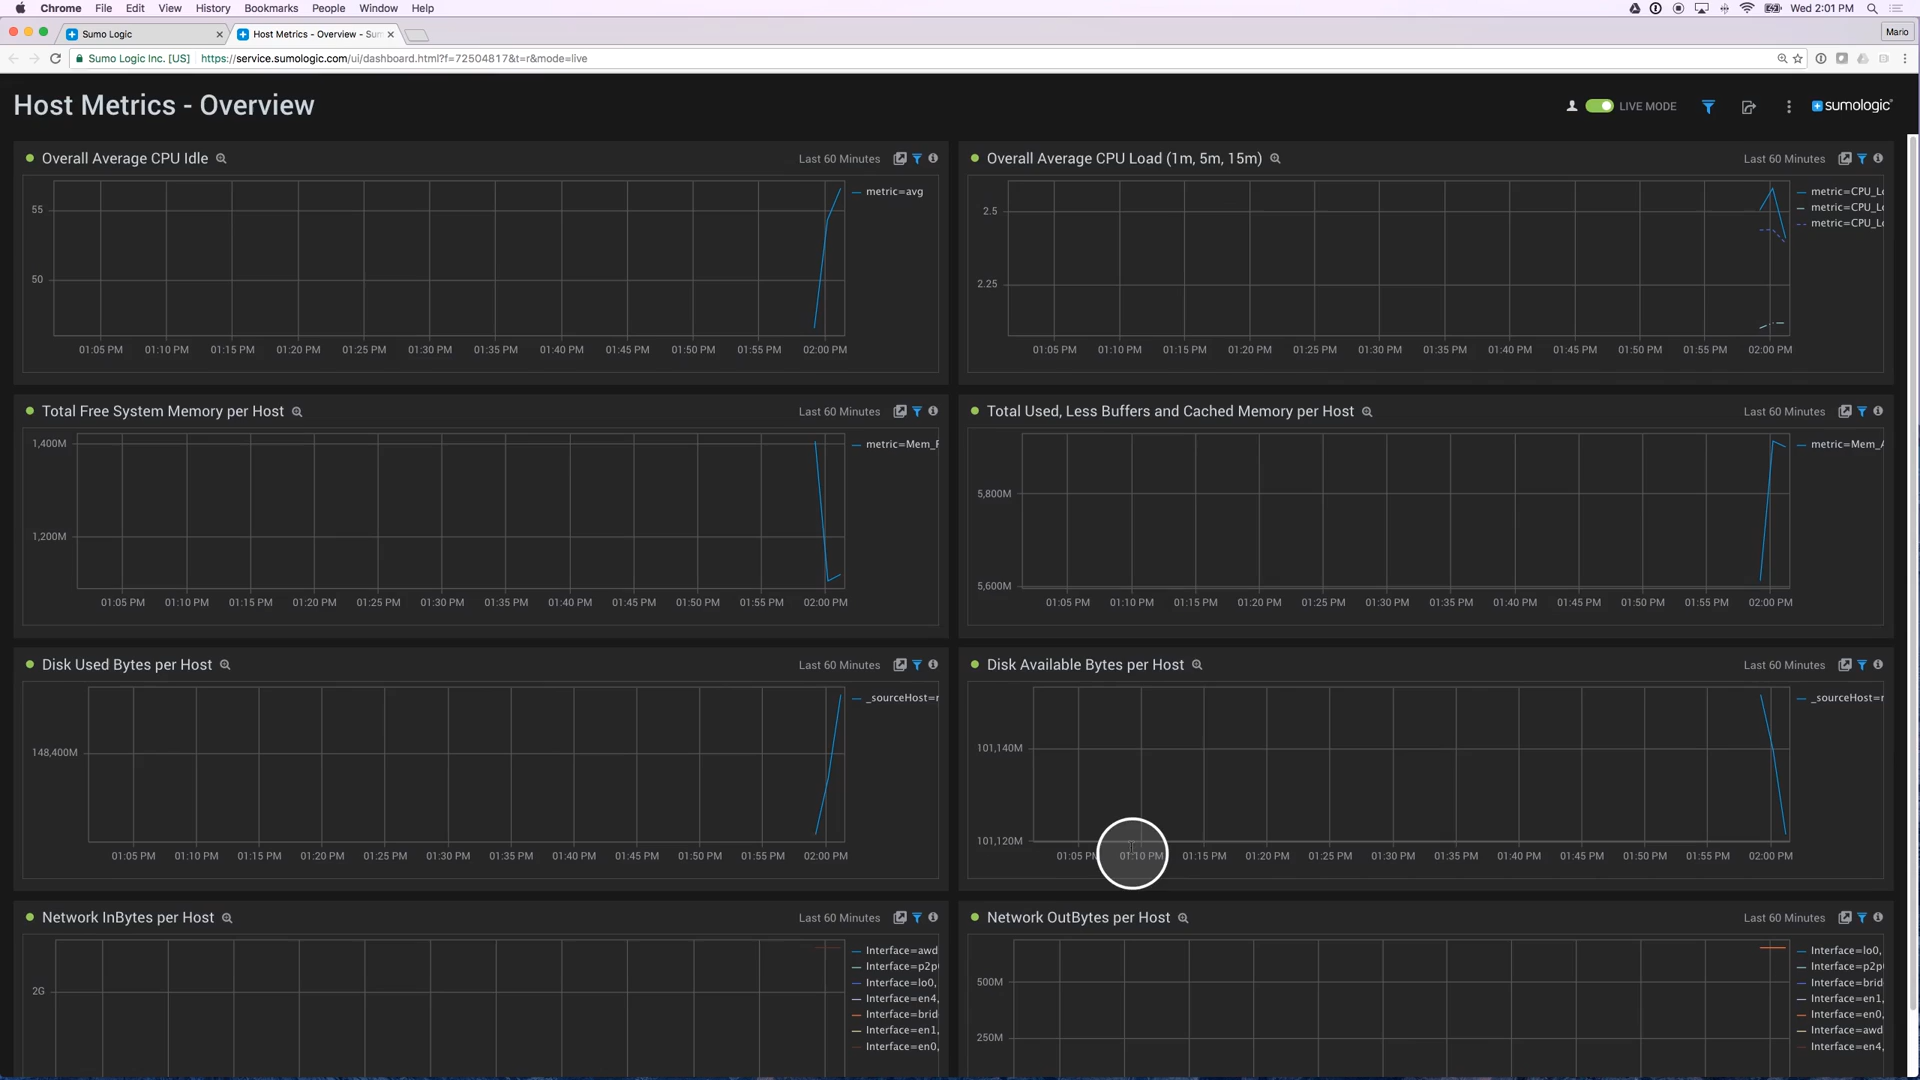 Chrome File Edit View History Bookmarks People Window Help Wed 2:01 PM
Sumo Logic Host Metrics - Overview - Sum Mario
Sumo Logic Inc. [US] https://service.sumologic.com/ui/dashboard.html?f=72504817&t=r&mode=live
Host Metrics - Overview LIVE MODE sumologic
Overall Average CPU Idle Last 60 Minutes
metric=avg
55
50
01:05 PM 01:10 PM 01:15 PM 01:20 PM 01:25 PM 01:30 PM 01:35 PM 01:40 PM 01:45 PM 01:50 PM 01:55 PM 02:00 PM
Overall Average CPU Load (1m, 5m, 15m) Last 60 Minutes
metric=CPU_Lo
metric=CPU_Lo
metric=CPU_Lo
2.5
2.25
01:05 PM 01:10 PM 01:15 PM 01:20 PM 01:25 PM 01:30 PM 01:35 PM 01:40 PM 01:45 PM 01:50 PM 01:55 PM 02:00 PM
Total Free System Memory per Host Last 60 Minutes
1,400M metric=Mem_F
1,200M
01:05 PM 01:10 PM 01:15 PM 01:20 PM 01:25 PM 01:30 PM 01:35 PM 01:40 PM 01:45 PM 01:50 PM 01:55 PM 02:00 PM
Total Used, Less Buffers and Cached Memory per Host Last 60 Minutes
metric=Mem_A
5,800M
5,600M
01:05 PM 01:10 PM 01:15 PM 01:20 PM 01:25 PM 01:30 PM 01:35 PM 01:40 PM 01:45 PM 01:50 PM 01:55 PM 02:00 PM
Disk Used Bytes per Host Last 60 Minutes
_sourceHost=r
148,400M
01:05 PM 01:10 PM 01:15 PM 01:20 PM 01:25 PM 01:30 PM 01:35 PM 01:40 PM 01:45 PM 01:50 PM 01:55 PM 02:00 PM
Disk Available Bytes per Host Last 60 Minutes
_sourceHost=r
101,140M
101,120M
01:05 PM 01:10 PM 01:15 PM 01:20 PM 01:25 PM 01:30 PM 01:35 PM 01:40 PM 01:45 PM 01:50 PM 01:55 PM 02:00 PM
Network InBytes per Host Last 60 Minutes
Interface=awd
Interface=p2p
2G Interface=lo0,
Interface=en4,
Interface=brid
Interface=en1,
Interface=en0,
Network OutBytes per Host Last 60 Minutes
Interface=lo0,
Interface=p2p
500M Interface=brid
Interface=en1,
Interface=en0,
Interface=awd
250M
Interface=en4,